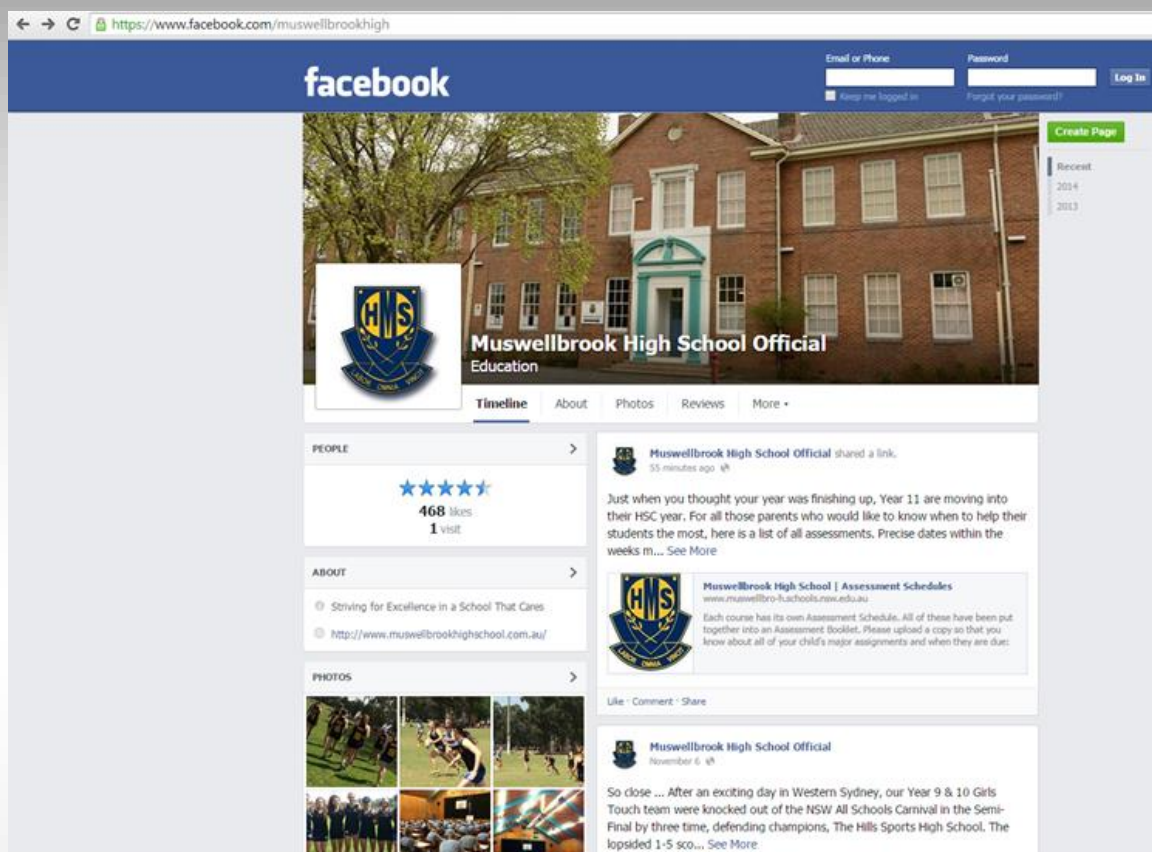 https://www.facebook.com/muswellbrookhigh
facebook
Email or Phone
Password
Log In
Keep me logged in
Forgot your password?
Create Page
Recent
2014
2013
HMS
LABOR OMNIA VINCIT
Muswellbrook High School Official
Education
Timeline
About
Photos
Reviews
More
PEOPLE
468 likes
1 visit
ABOUT
Striving for Excellence in a School That Cares
http://www.muswellbrookhighschool.com.au/
PHOTOS
Muswellbrook High School Official shared a link.
55 minutes ago
Just when you thought your year was finishing up, Year 11 are moving into
their HSC year. For all those parents who would like to know when to help their
students the most, here is a list of all assessments. Precise dates within the
weeks m... See More
HMS
LABOR OMNIA VINCIT
Muswellbrook High School | Assessment Schedules
www.muswellbro-h.schools.nsw.edu.au
Each course has its own Assessment Schedule. All of these have been put
together into an Assessment Booklet. Please upload a copy so that you
know about all of your child's major assignments and when they are due:
Like · Comment · Share
Muswellbrook High School Official
November 6
So close ... After an exciting day in Western Sydney, our Year 9 & 10 Girls
Touch team were knocked out of the NSW All Schools Carnival in the Semi-
Final by three time, defending champions, The Hills Sports High School. The
lopsided 1-5 sco... See More